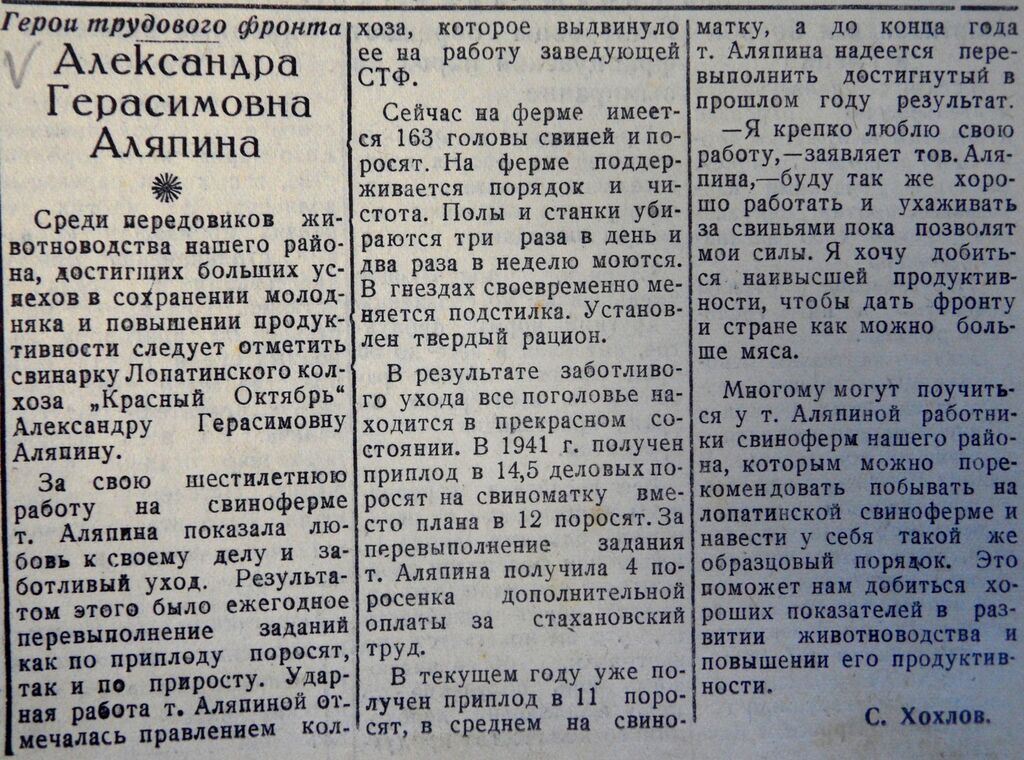 Герои трудового фронта
Александра
Герасимовна
Аляпина
Среди передовиков жи-
вотноводства нашего райо-
на, достигших больших ус-
пехов в сохранении молод-
няка и повышении продук-
тивности следует отметить
свинарку Лопатинского кол-
хоза „Красный Октябрь“
Александру Герасимовну
Аляпину.
За свою шестилетнюю
работу на свиноферме
т. Аляпина показала лю-
бовь к своему делу и за-
ботливый уход. Результа-
том этого было ежегодное
перевыполнение заданий
как по приплоду поросят,
так и по приросту. Удар-
ная работа т. Аляпиной от-
мечалась правлением кол-
хоза, которое выдвинуло
ее на работу заведующей
СТФ.
Сейчас на ферме имеет-
ся 163 головы свиней и по-
росят. На ферме поддер-
живается порядок и чи-
стота. Полы и станки уби-
раются три раза в день и
два раза в неделю моются.
В гнездах своевременно ме-
няется подстилка. Установ-
лен твердый рацион.
В результате заботливо-
го ухода все поголовье на-
ходится в прекрасном со-
стоянии. В 1941 г. получен
приплод в 14,5 деловых по-
росят на свиноматку вме-
сто плана в 12 поросят. За
перевыполнение задания
т. Аляпина получила 4 по-
росенка дополнительной
оплаты за стахановский
труд.
В текущем году уже по-
лучен приплод в 11 поро-
сят, в среднем на свино-
матку, а до конца года
т. Аляпина надеется пере-
выполнить достигнутый в
прошлом году результат.
—Я крепко люблю свою
работу,—заявляет тов. Аля-
пина,—буду так же хоро-
шо работать и ухаживать
за свиньями пока позволят
мои силы. Я хочу добить-
ся наивысшей продуктив-
ности, чтобы дать фронту
и стране как можно боль-
ше мяса.
Многому могут поучить-
ся у т. Аляпиной работни-
ки свиноферм нашего райо-
на, которым можно поре-
комендовать побывать на
лопатинской свиноферме и
навести у себя такой же
образцовый порядок. Это
поможет нам добиться хо-
роших показателей в раз-
витии животноводства и
повышении его продуктив-
ности.
С. Хохлов.